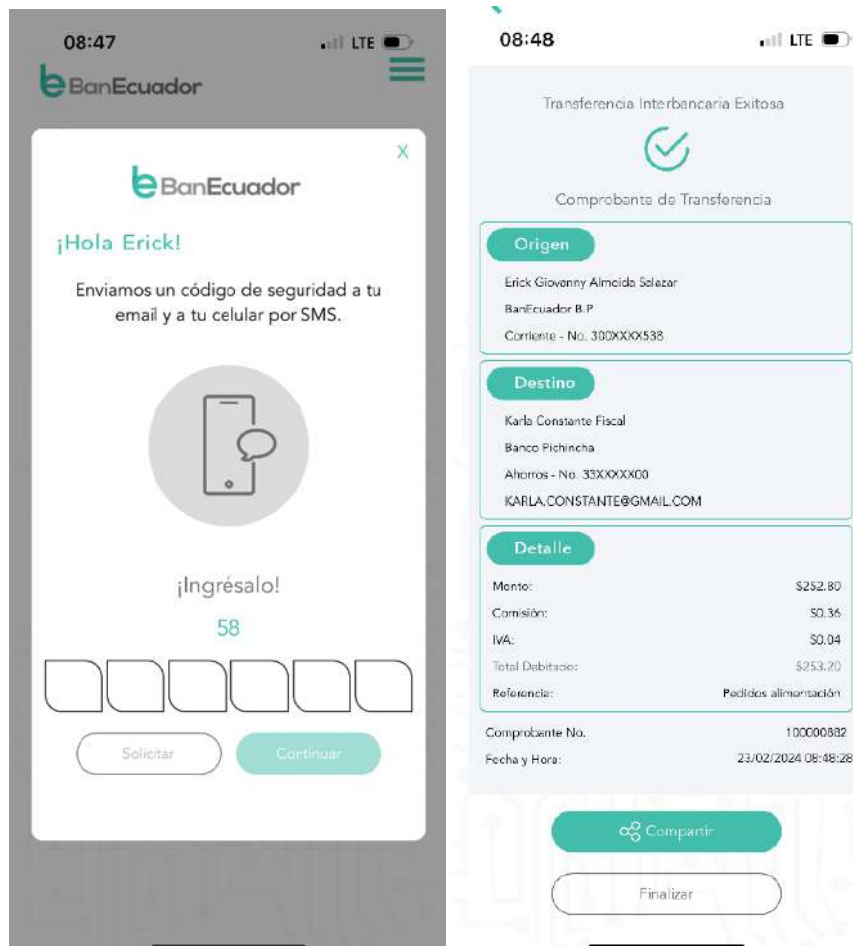 08:47
LTE
BanEcuador
X
BanEcuador
¡Hola Erick!
Enviamos un código de seguridad a tu
email y a tu celular por SMS.
¡Ingrésalo!
58
Solicitar
Continuar
08:48
LTE
Transferencia Interbancaria Exitosa
Comprobante de Transferencia
Origen
Erick Giovanny Almeida Salazar
BanEcuador B.P
Corriente - No. 300XXXX538
Destino
Karla Constante Fiscal
Banco Pichincha
Ahorros - No. 33XXXXX00
KARLA.CONSTANTE@GMAIL.COM
Detalle
Monto: $252.80
Comisión: $0.36
IVA: $0.04
Total Debitado: $253.20
Referencia: Pedidos alimentación
Comprobante No. 100000882
Fecha y Hora: 23/02/2024 08:48:28
Compartir
Finalizar